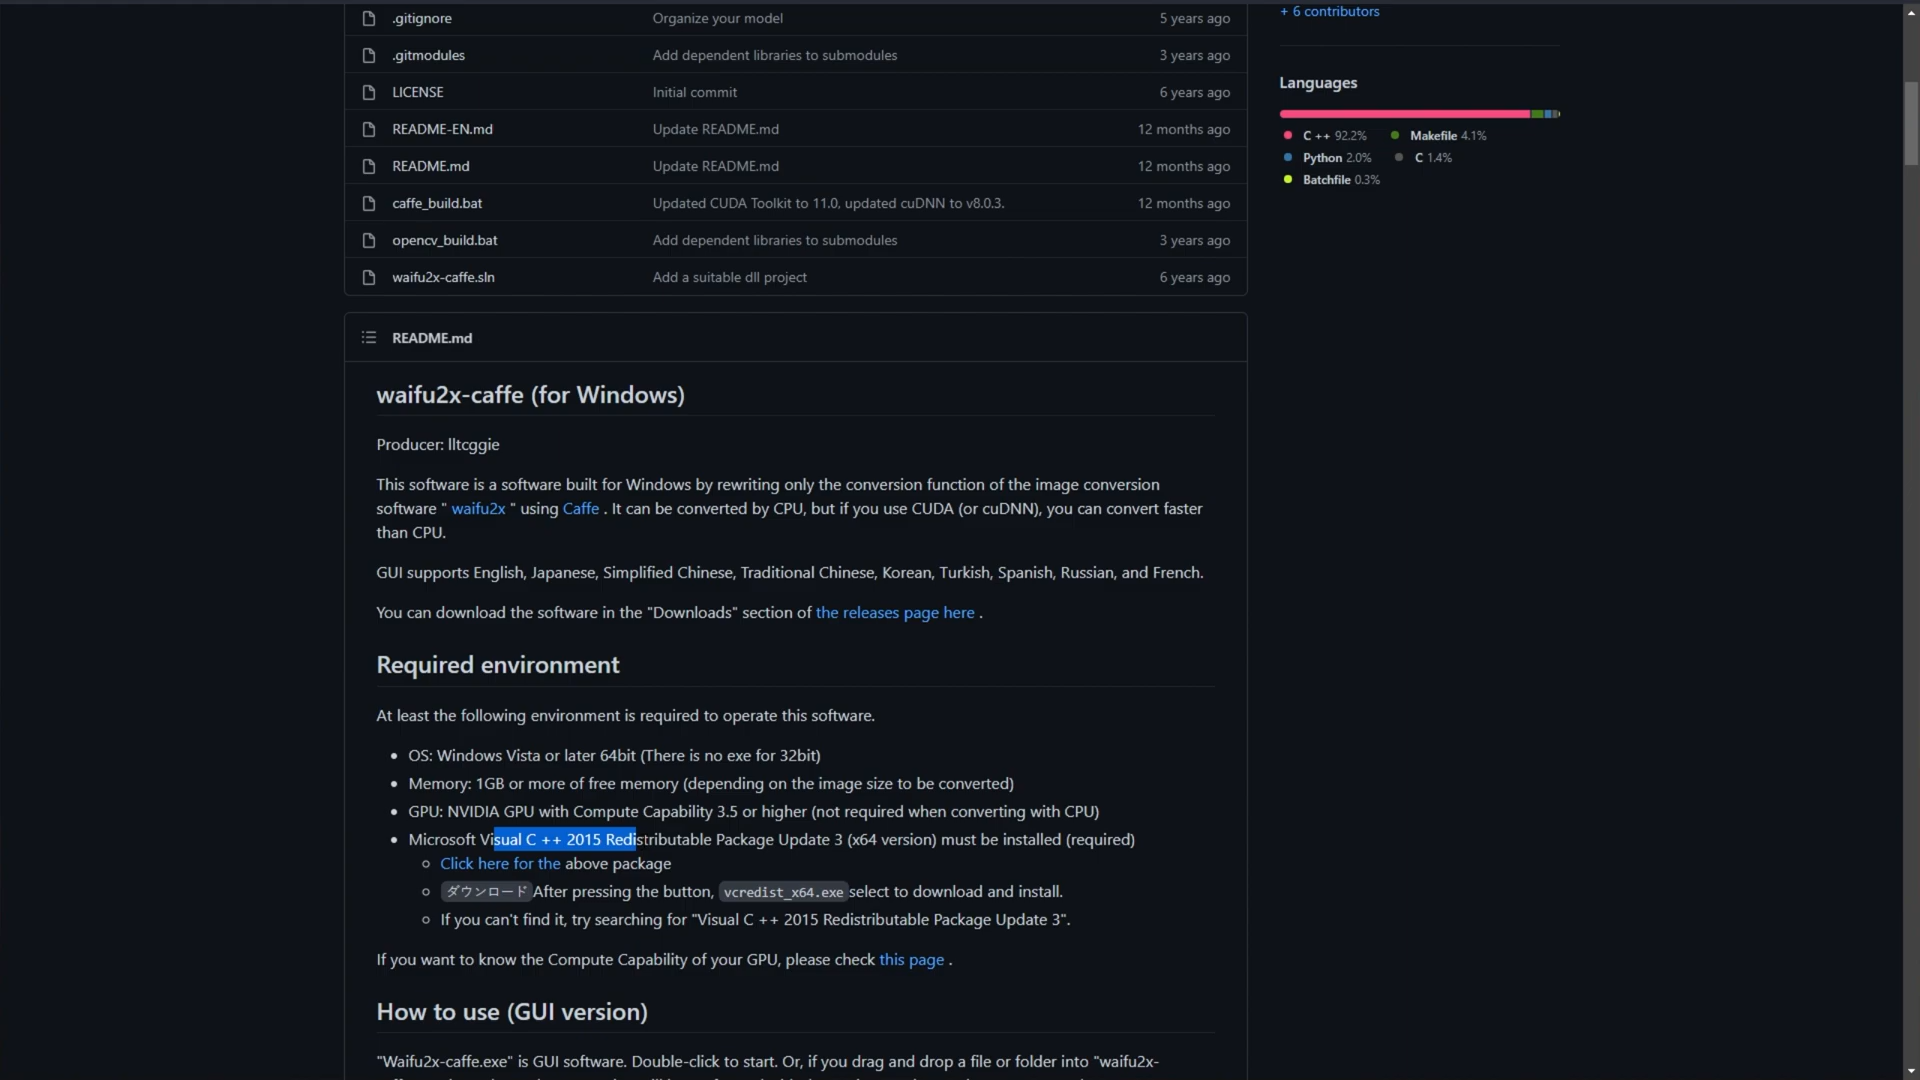 + 6 contributors
.gitignore Organize your model 5 years ago
.gitmodules Add dependent libraries to submodules 3 years ago
LICENSE Initial commit 6 years ago
README-EN.md Update README.md 12 months ago
README.md Update README.md 12 months ago
caffe_build.bat Updated CUDA Toolkit to 11.0, updated cuDNN to v8.0.3. 12 months ago
opencv_build.bat Add dependent libraries to submodules 3 years ago
waifu2x-caffe.sln Add a suitable dll project 6 years ago
Languages
C ++ 92.2% Makefile 4.1%
Python 2.0% C 1.4%
Batchfile 0.3%
README.md
waifu2x-caffe (for Windows)
Producer: lltcggie
This software is a software built for Windows by rewriting only the conversion function of the image conversion
software " waifu2x " using Caffe . It can be converted by CPU, but if you use CUDA (or cuDNN), you can convert faster
than CPU.
GUI supports English, Japanese, Simplified Chinese, Traditional Chinese, Korean, Turkish, Spanish, Russian, and French.
You can download the software in the "Downloads" section of the releases page here .
Required environment
At least the following environment is required to operate this software.
• OS: Windows Vista or later 64bit (There is no exe for 32bit)
• Memory: 1GB or more of free memory (depending on the image size to be converted)
• GPU: NVIDIA GPU with Compute Capability 3.5 or higher (not required when converting with CPU)
• Microsoft Visual C ++ 2015 Redistributable Package Update 3 (x64 version) must be installed (required)
○ Click here for the above package
○ ダウンロード After pressing the button, vcredist_x64.exe select to download and install.
○ If you can't find it, try searching for "Visual C ++ 2015 Redistributable Package Update 3".
If you want to know the Compute Capability of your GPU, please check this page .
How to use (GUI version)
"Waifu2x-caffe.exe" is GUI software. Double-click to start. Or, if you drag and drop a file or folder into "waifu2x-